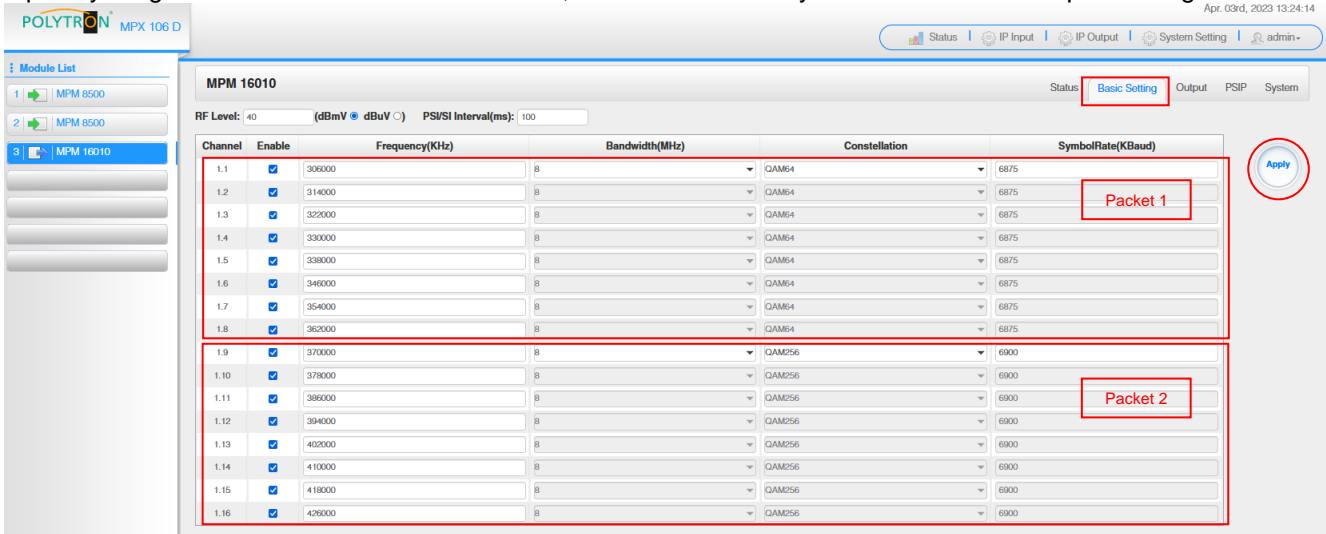 Apr. 03rd, 2023 13:24:14
POLYTRON MPX 106 D
Status IP Input IP Output System Setting admin
Module List
1 MPM 8500
2 MPM 8500
3 MPM 16010
MPM 16010
Status Basic Setting Output PSIP System
RF Level: 40 (dBmV dBuV) PSI/SI Interval(ms): 100
Channel Enable Frequency(KHz) Bandwidth(MHz) Constellation SymbolRate(KBaud)
1.1 306000 8 QAM64 6875
Apply
1.2 314000 8 QAM64 6875
Packet 1
1.3 322000 8 QAM64 6875
1.4 330000 8 QAM64 6875
1.5 338000 8 QAM64 6875
1.6 346000 8 QAM64 6875
1.7 354000 8 QAM64 6875
1.8 362000 8 QAM64 6875
1.9 370000 8 QAM256 6900
1.10 378000 8 QAM256 6900
1.11 386000 8 QAM256 6900
Packet 2
1.12 394000 8 QAM256 6900
1.13 402000 8 QAM256 6900
1.14 410000 8 QAM256 6900
1.15 418000 8 QAM256 6900
1.16 426000 8 QAM256 6900